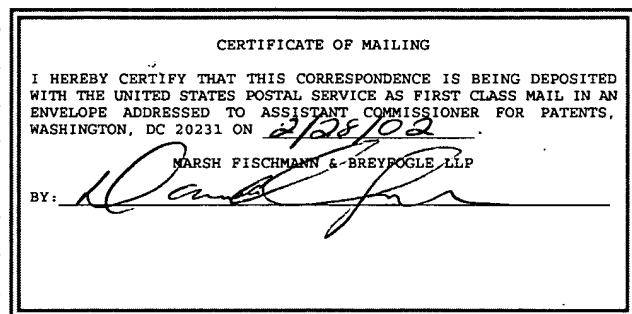 CERTIFICATE OF MAILING
I HEREBY CERTIFY THAT THIS CORRESPONDENCE IS BEING DEPOSITED
WITH THE UNITED STATES POSTAL SERVICE AS FIRST CLASS MAIL IN AN
ENVELOPE ADDRESSED TO ASSISTANT COMMISSIONER FOR PATENTS,
WASHINGTON, DC 20231 ON 2/28/02.
MARSH FISCHMANN & BREYFOGLE LLP
BY: